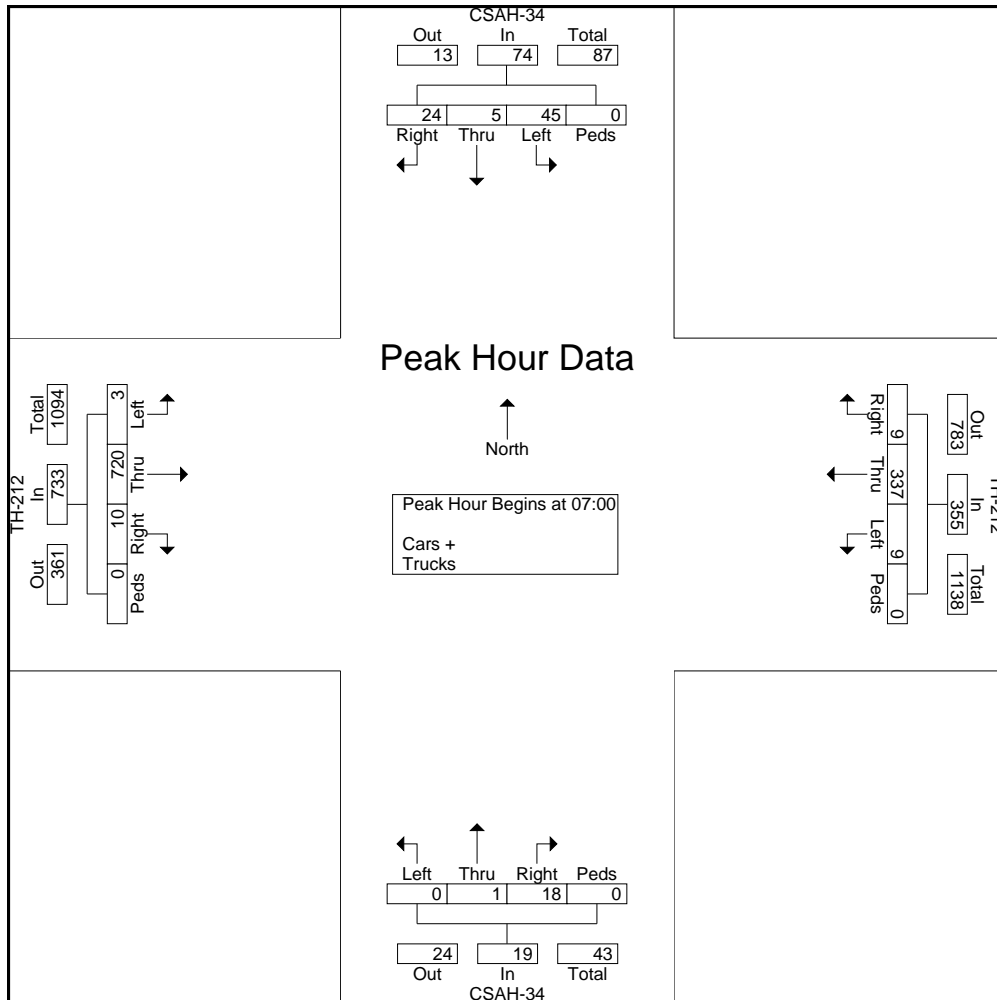 CSAH-34
Out In Total
13 74 87
24 5 45 0
Right Thru Left Peds
Peak Hour Data
North
Peak Hour Begins at 07:00
Cars +
Trucks
TH-212
Total In Out
1094 733 361
3 720 10 0
Left Thru Right Peds
Right Thru Left Peds
9 337 9 0
Out In Total
783 355 1138
TH-212
Left Thru Right Peds
0 1 18 0
24 19 43
Out In Total
CSAH-34